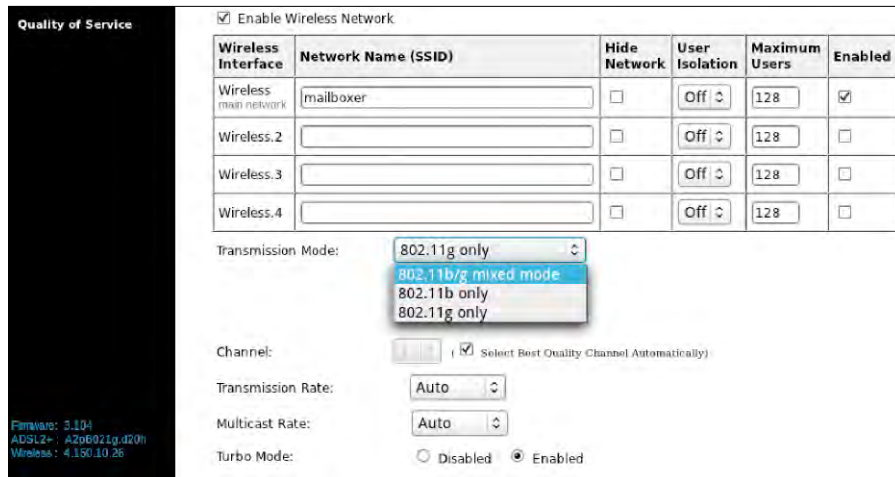 Quality of Service
Enable Wireless Network
Wireless Interface Network Name (SSID) Hide Network User Isolation Maximum Users Enabled
Wireless main network mailboxer Off 128
Wireless.2 Off 128
Wireless.3 Off 128
Wireless.4 Off 128
Transmission Mode: 802.11g only
802.11b/g mixed mode
802.11b only
802.11g only
Channel: ( Select Best Quality Channel Automatically)
Transmission Rate: Auto
Multicast Rate: Auto
Turbo Mode: Disabled Enabled
Firmware: 3.104
ADSL2+ : A2pB021g.d20h
Wireless : 4.150.10.26